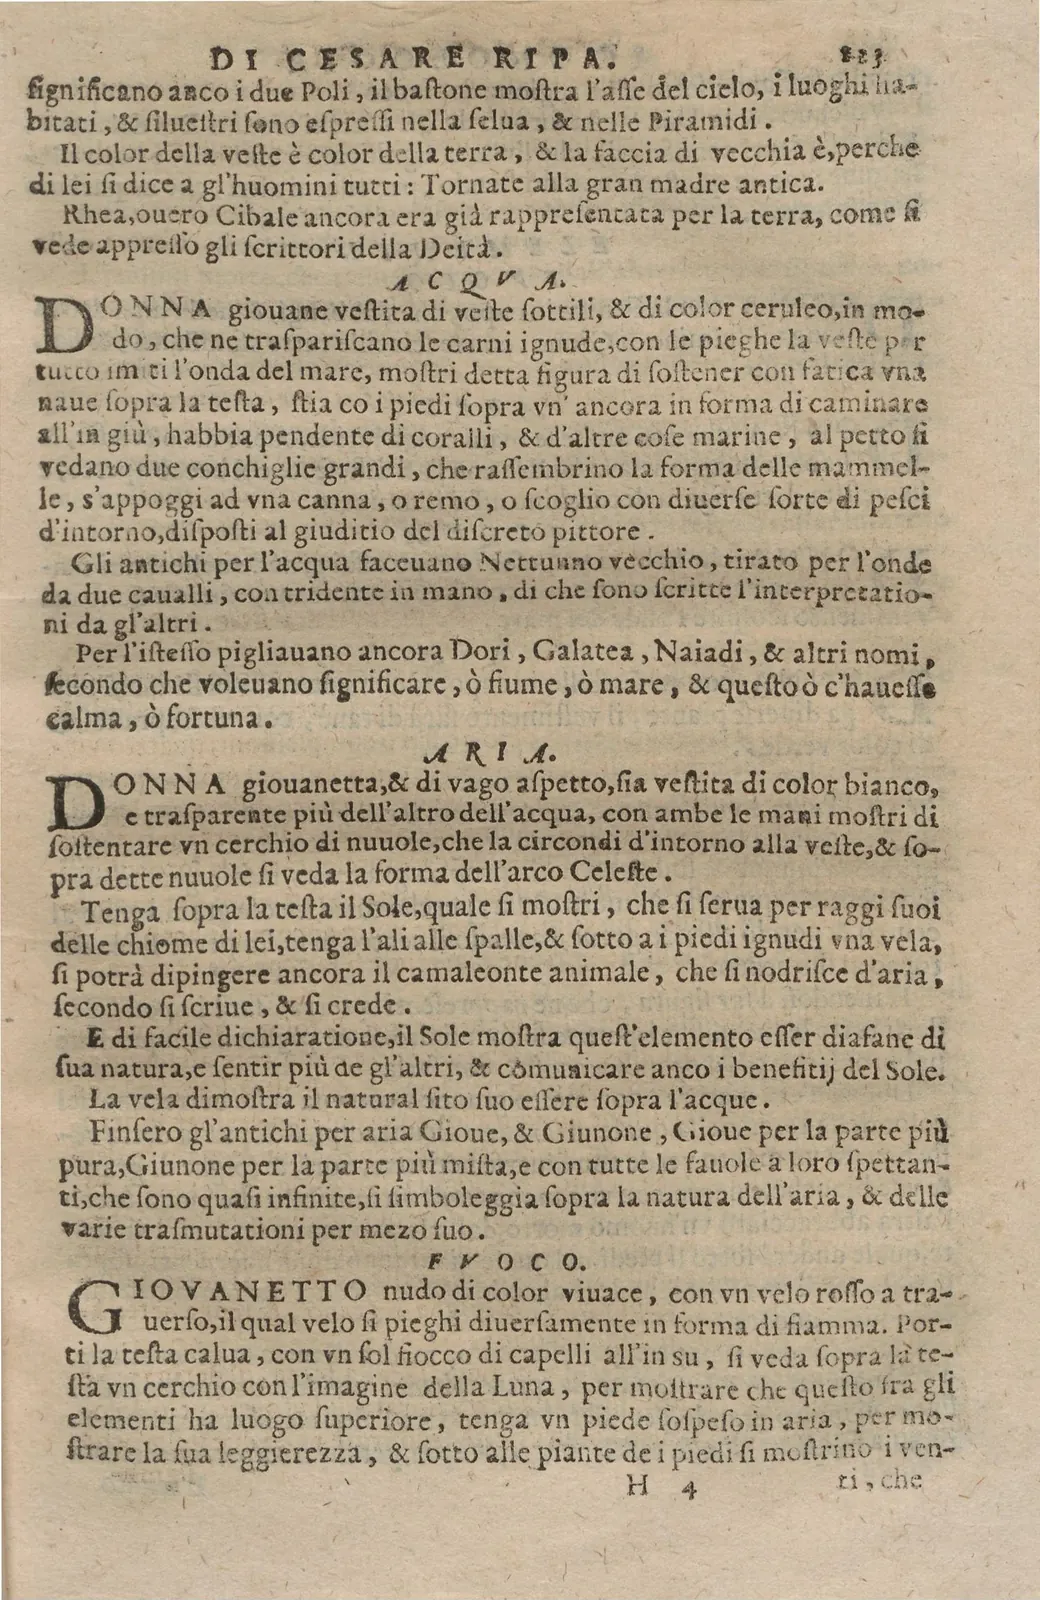 DI CESARE RIPA.
ſignificano anco i due Poli, il baſtone moſtra l'aſſe del cielo, i luoghi ha-
bitati, & ſilueſtri ſono eſpreſſi nella ſelua, & nelle Piramidi.
Il color della veſte è color della terra, & la faccia di vecchia è, perche
di lei ſi dice a gl'huomini tutti: Tornate alla gran madre antica.
Rhea, ouero Cibale ancora era già rappreſentata per la terra, come ſi
vede appreſſo gli ſcrittori della Deità.
ACQVA.
DONNA giouane veſtita di veſte ſottili, & di color ceruleo, in mo-
do, che ne traſpariſcano le carni ignude, con le pieghe la veſte per
tutto imiti l'onda del mare, moſtri detta figura di ſoſtener con fatica vna
naue ſopra la teſta, ſtia co i piedi ſopra vn' ancora in forma di caminare
all'in giù, habbia pendente di coralli, & d'altre coſe marine, al petto ſi
vedano due conchiglie grandi, che raſſembrino la forma delle mammel-
le, s'appoggi ad vna canna, o remo, o ſcoglio con diuerſe ſorte di peſci
d'intorno, diſpoſti al giuditio del diſcreto pittore.
Gli antichi per l'acqua faceuano Nettunno vecchio, tirato per l'onde
da due caualli, con tridente in mano, di che ſono ſcritte l'interpretatio-
ni da gl'altri.
Per l'iſteſſo pigliauano ancora Dori, Galatea, Naiadi, & altri nomi,
ſecondo che voleuano ſignificare, ò fiume, ò mare, & queſto ò c'haueſſe
calma, ò fortuna.
ARIA.
DONNA giouanetta, & di vago aſpetto, ſia veſtita di color bianco,
e traſparente più dell'altro dell'acqua, con ambe le mani moſtri di
ſoſtentare vn cerchio di nuuole, che la circondi d'intorno alla veſte, & ſo-
pra dette nuuole ſi veda la forma dell'arco Celeſte.
Tenga ſopra la teſta il Sole, quale ſi moſtri, che ſi ſerua per raggi ſuoi
delle chiome di lei, tenga l'ali alle ſpalle, & ſotto a i piedi ignudi vna vela,
ſi potrà dipingere ancora il camaleonte animale, che ſi nodriſce d'aria,
ſecondo ſi ſcriue, & ſi crede.
E di facile dichiaratione, il Sole moſtra queſt'elemento eſſer diafane di
ſua natura, e ſentir più de gl'altri, & cõmunicare anco i benefitij del Sole.
La vela dimoſtra il natural ſito ſuo eſſere ſopra l'acque.
Finſero gl'antichi per aria Gioue, & Giunone, Gioue per la parte più
pura, Giunone per la parte più miſta, e con tutte le fauole a loro ſpettan-
ti, che ſono quaſi infinite, ſi ſimboleggia ſopra la natura dell'aria, & delle
varie traſmutationi per mezo ſuo.
FVOCO.
GIOVANETTO nudo di color viuace, con vn velo roſſo a tra-
uerſo, il qual velo ſi pieghi diuerſamente in forma di fiamma. Por-
ti la teſta calua, con vn ſol fiocco di capelli all'in su, ſi veda ſopra la te-
ſta vn cerchio con l'imagine della Luna, per moſtrare che queſto fra gli
elementi ha luogo ſuperiore, tenga vn piede ſoſpeſo in aria, per mo-
ſtrare la ſua leggierezza, & ſotto alle piante de i piedi ſi moſtrino i ven-
H 4 ti, che